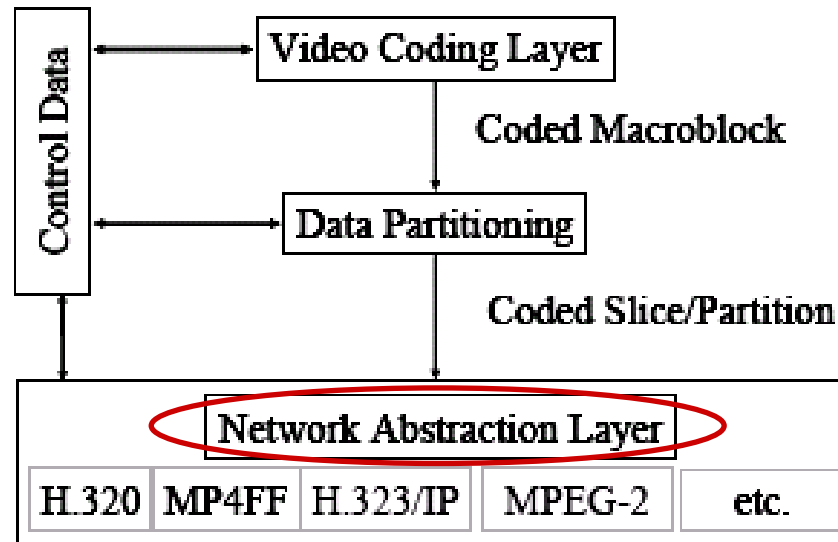 Control Data
Video Coding Layer
Coded Macroblock
Data Partitioning
Coded Slice/Partition
Network Abstraction Layer
H.320 MP4FF H.323/IP MPEG-2 etc.